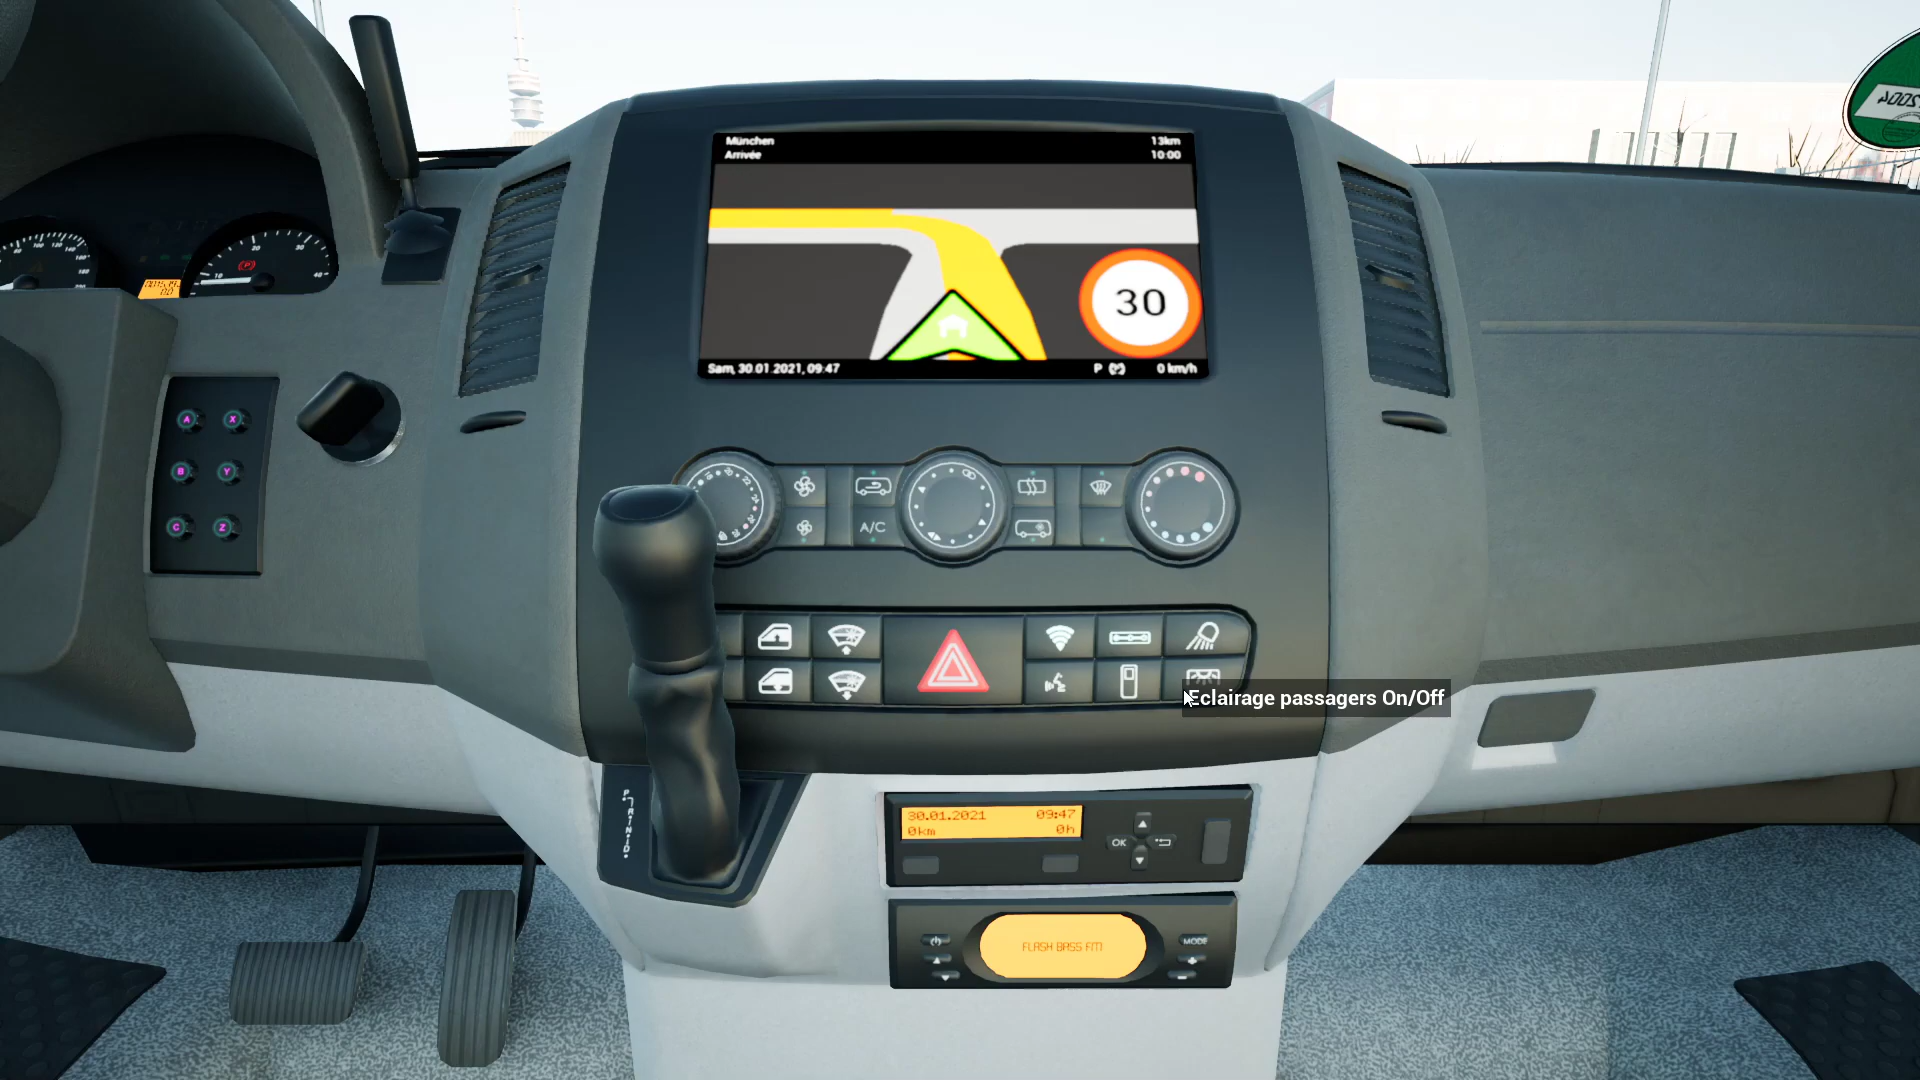 München
Arrivée
13km
10:00
30
Sam, 30.01.2021, 09:47
P
0 km/h
A X
B Y
C Z
A/C
Eclairage passagers On/Off
P
R
N
D
30.01.2021 09:47
0km 0h
OK
FLASH BASS FM
MODE